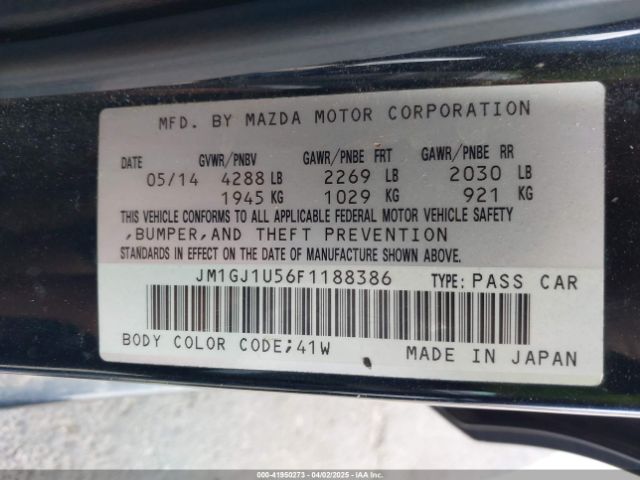 MFD. BY MAZDA MOTOR CORPORATION
DATE GVWR/PNBV GAWR/PNBE FRT GAWR/PNBE RR
05/14 4288 LB 2269 LB 2030 LB
1945 KG 1029 KG 921 KG
THIS VEHICLE CONFORMS TO ALL APPLICABLE FEDERAL MOTOR VEHICLE SAFETY
,BUMPER,AND THEFT PREVENTION
STANDARDS IN EFFECT ON THE DATE OF MANUFACTURE SHOWN ABOVE.
JM1GJ1U56F1188386 TYPE: PASS CAR
BODY COLOR CODE;41W MADE IN JAPAN
000-41950273 - 04/02/2025 - IAA Inc.